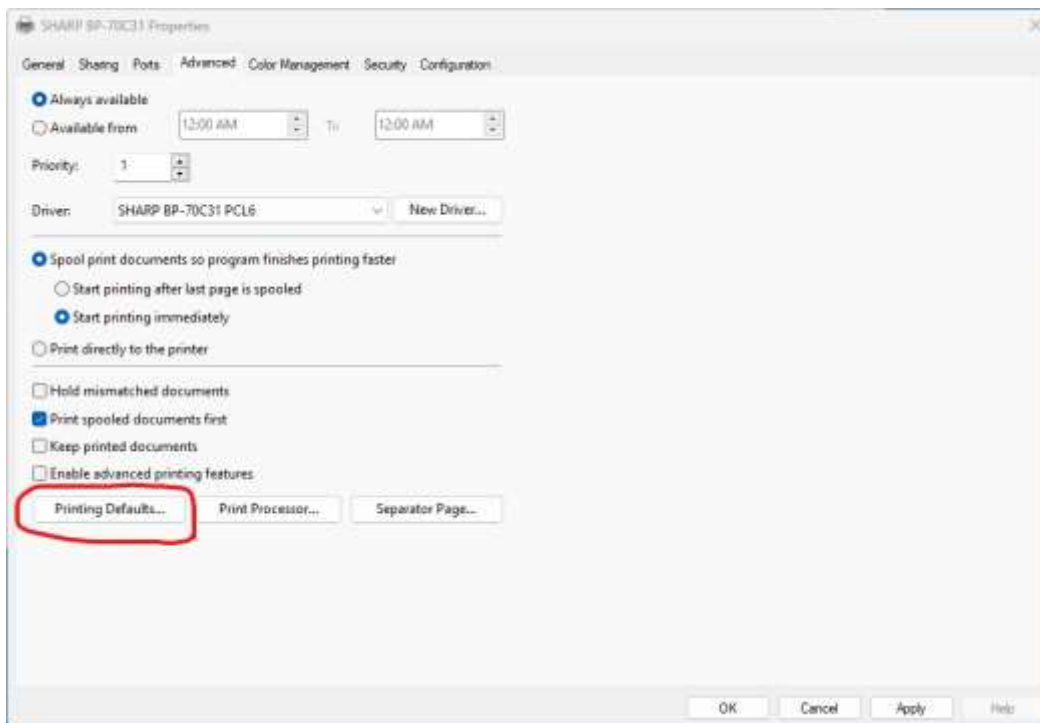 SHARP BP-70C31 Properties
General Sharing Ports Advanced Color Management Security Configuration
Always available
Available from 12:00 AM To 12:00 AM
Priority: 1
Driver: SHARP BP-70C31 PCL6 New Driver...
Spool print documents so program finishes printing faster
Start printing after last page is spooled
Start printing immediately
Print directly to the printer
Hold mismatched documents
Print spooled documents first
Keep printed documents
Enable advanced printing features
Printing Defaults... Print Processor... Separator Page...
OK Cancel Apply Help